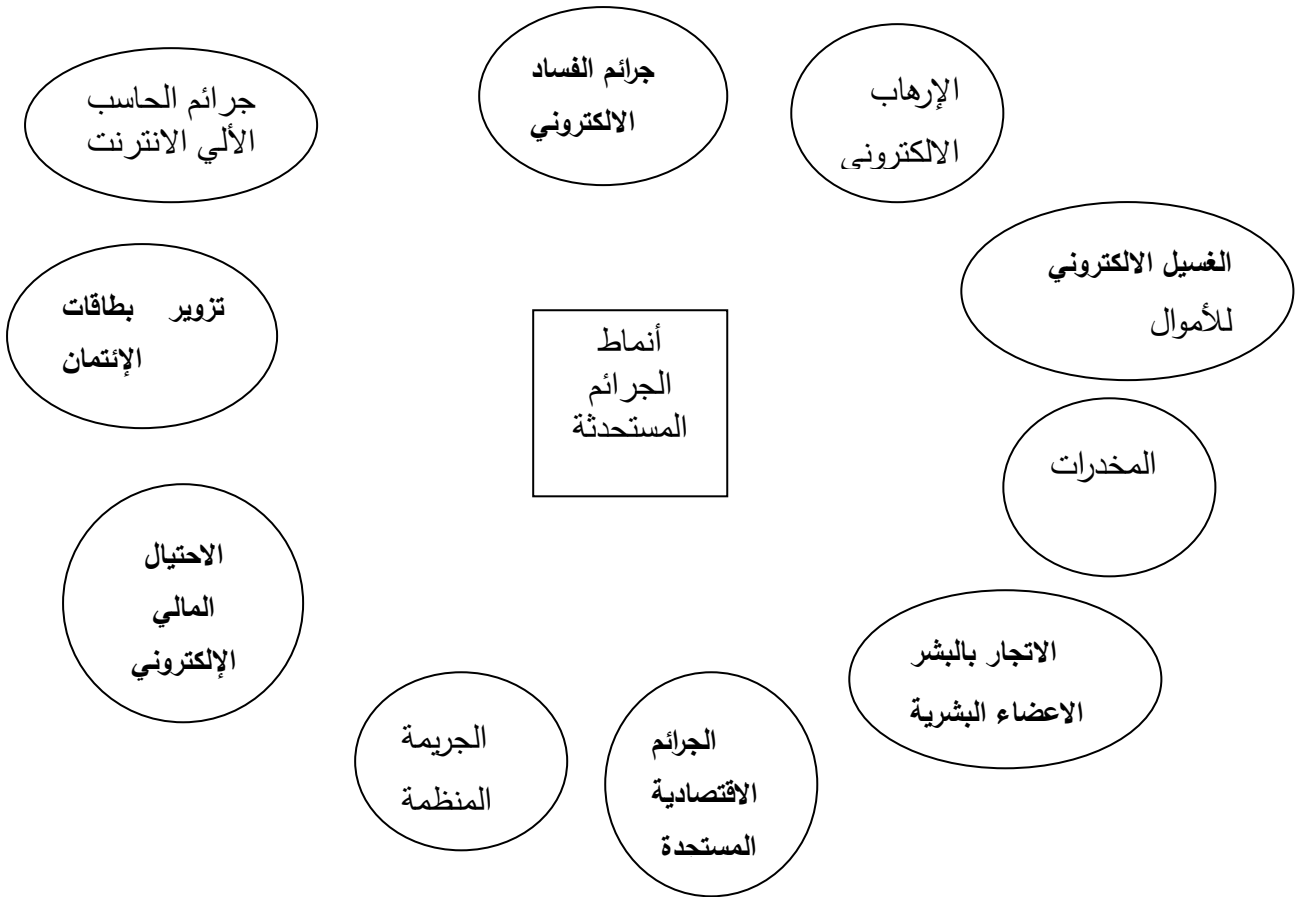 جرائم الفساد
الالكتروني
الإرهاب
الالكتروني
جرائم الحاسب
الألي الانترنت
الغسيل الالكتروني
للأموال
تزوير بطاقات
الإئتمان
أنماط
الجرائم
المستحدثة
المخدرات
الاحتيال
المالي
الإلكتروني
الاتجار بالبشر
الاعضاء البشرية
الجريمة
المنظمة
الجرائم
الاقتصادية
المستحدة